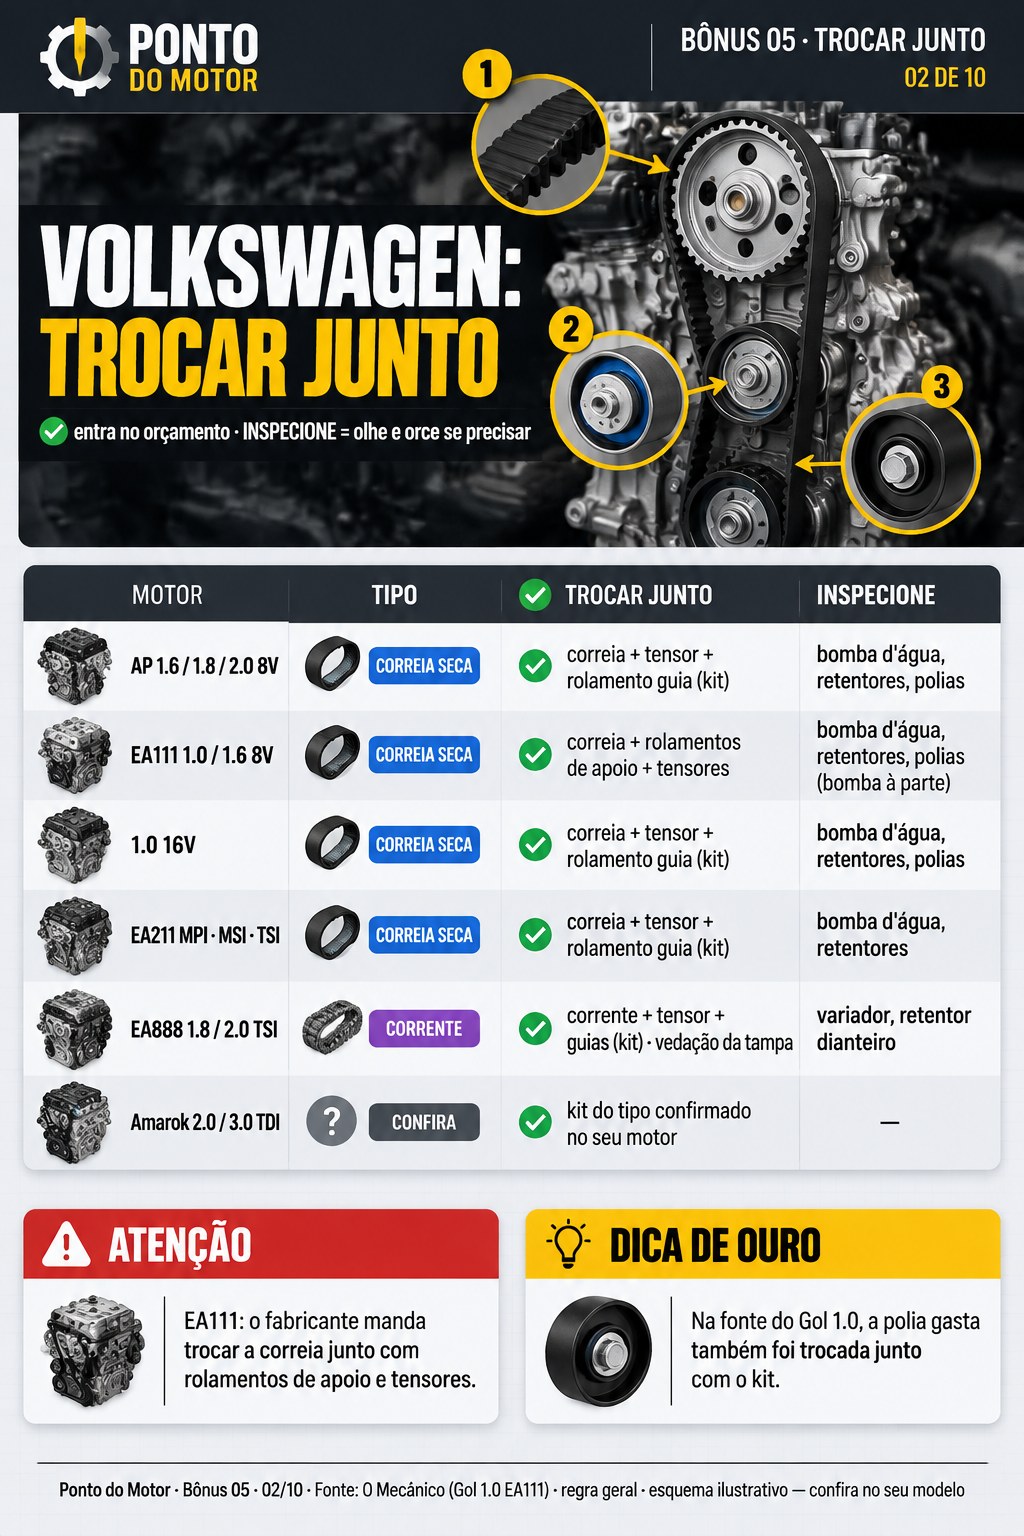 PONTO
DO MOTOR
BÔNUS 05 · TROCAR JUNTO
02 DE 10
1
VOLKSWAGEN:
TROCAR JUNTO
entra no orçamento · INSPECIONE = olhe e orce se precisar
2
3
MOTOR
TIPO
TROCAR JUNTO
INSPECIONE
AP 1.6 / 1.8 / 2.0 8V
CORREIA SECA
correia + tensor +
rolamento guia (kit)
bomba d'água,
retentores, polias
EA111 1.0 / 1.6 8V
CORREIA SECA
correia + rolamentos
de apoio + tensores
bomba d'água,
retentores, polias
(bomba à parte)
1.0 16V
CORREIA SECA
correia + tensor +
rolamento guia (kit)
bomba d'água,
retentores, polias
EA211 MPI · MSI · TSI
CORREIA SECA
correia + tensor +
rolamento guia (kit)
bomba d'água,
retentores
EA888 1.8 / 2.0 TSI
CORRENTE
corrente + tensor +
guias (kit) · vedação da tampa
variador, retentor
dianteiro
Amarok 2.0 / 3.0 TDI
?
CONFIRA
kit do tipo confirmado
no seu motor
—
ATENÇÃO
EA111: o fabricante manda
trocar a correia junto com
rolamentos de apoio e tensores.
DICA DE OURO
Na fonte do Gol 1.0, a polia gasta
também foi trocada junto
com o kit.
Ponto do Motor · Bônus 05 · 02/10 · Fonte: O Mecânico (Gol 1.0 EA111) · regra geral · esquema ilustrativo — confira no seu modelo